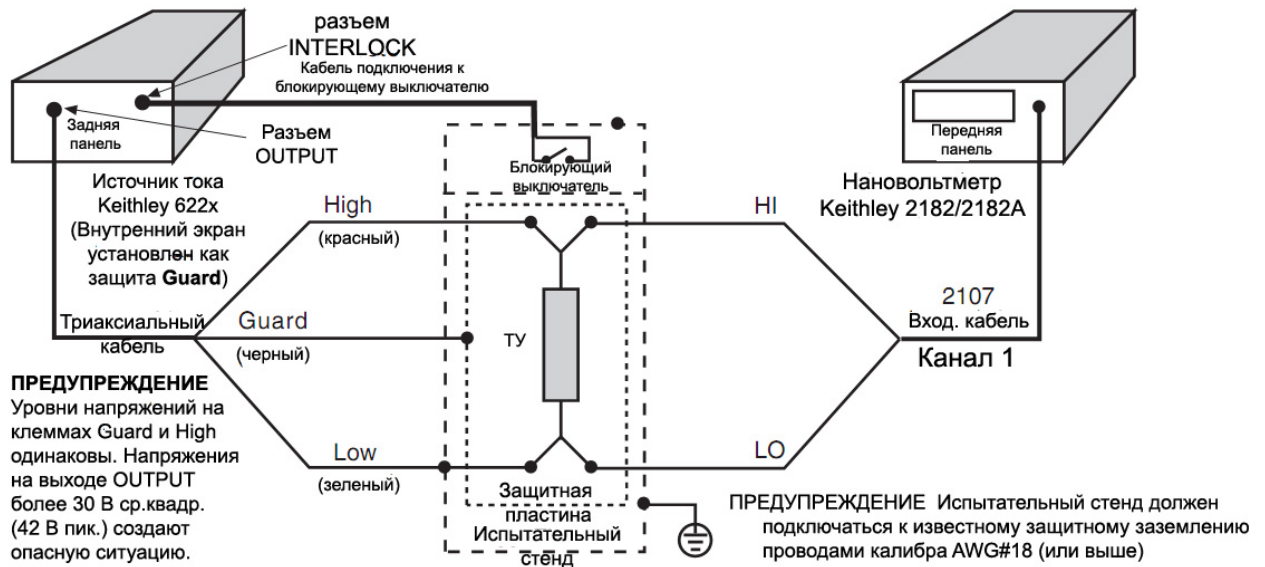 разъем
INTERLOCK
Кабель подключения к
блокирующему выключателю
Задняя
панель
Разъем
OUTPUT
Блокирующий
выключатель
Передняя
панель
Источник тока
Keithley 622x
(Внутренний экран
установлен как
защита Guard)
Нановольтметр
Keithley 2182/2182A
High
(красный)
HI
Триаксиальный
кабель
Guard
(черный)
ТУ
2107
Вход. кабель
Канал 1
ПРЕДУПРЕЖДЕНИЕ
Уровни напряжений на
клеммах Guard и High
одинаковы. Напряжения
на выходе OUTPUT
более 30 В ср.квадр.
(42 В пик.) создают
опасную ситуацию.
Low
(зеленый)
LO
Защитная
пластина
Испытательный
стенд
ПРЕДУПРЕЖДЕНИЕ Испытательный стенд должен
подключаться к известному защитному заземлению
проводами калибра AWG#18 (или выше)